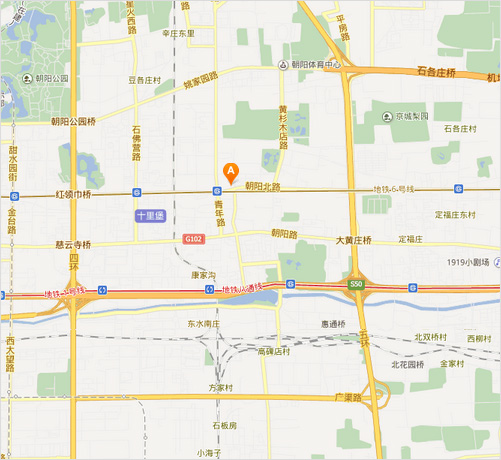 星火西路
辛庄东里
路
平房路
朝阳体育中心
朝阳公园
豆各庄村
姚家园路
石各庄桥
机场
黄杉木店路
京城梨园
朝阳公园桥
石佛营路
石各庄村
甜水园街
A
红领巾桥
朝阳北路
地铁6号线
金台路
十里堡
青年路
定福庄东村
慈云寺桥
G102
朝阳路
大黄庄桥
定福庄
四环
康家沟
1919小剧场
地铁1号线
地铁八通线
S50
东水南庄
惠通桥
五环
北双桥村
西柳村
西大望路
高碑店村
北花园桥
金家村
方家村
广渠路
石板房
小海子